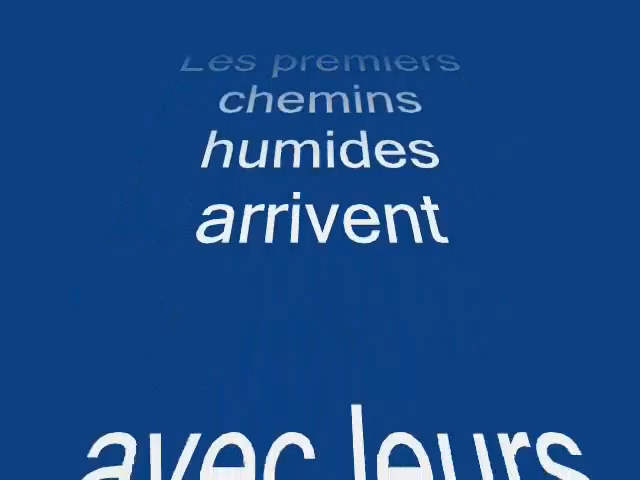 Les premiers
chemins
humides
arrivent
avec leurs